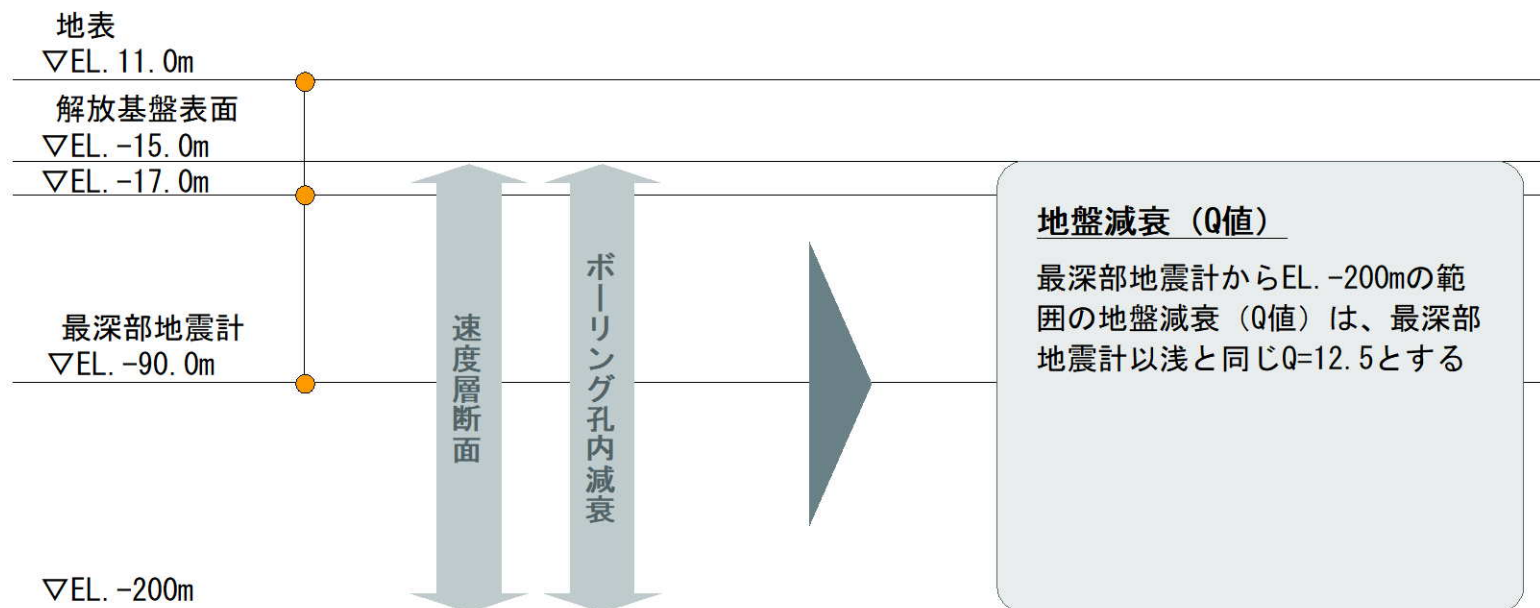 地表
▽EL.11.0m
解放基盤表面
▽EL.-15.0m
▽EL.-17.0m
最深部地震計
▽EL.-90.0m
▽EL.-200m
速度層断面
ボーリング孔内減衰
地盤減衰（Q値）
最深部地震計からEL.-200mの範
囲の地盤減衰（Q値）は、最深部
地震計以浅と同じQ=12.5とする